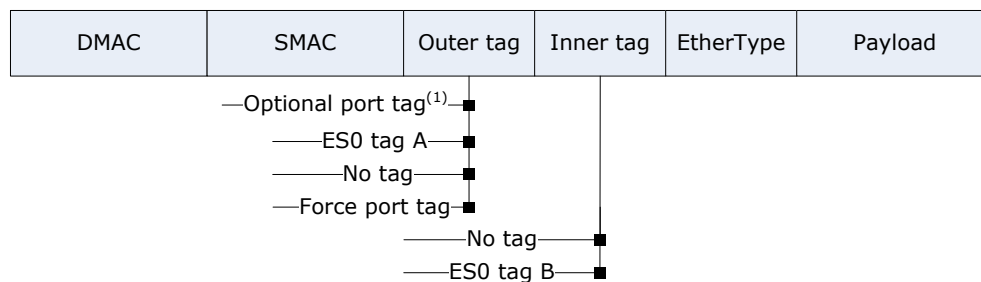 DMAC SMAC Outer tag Inner tag EtherType Payload
Optional port tag(1)
ES0 tag A
No tag
Force port tag
No tag
ES0 tag B